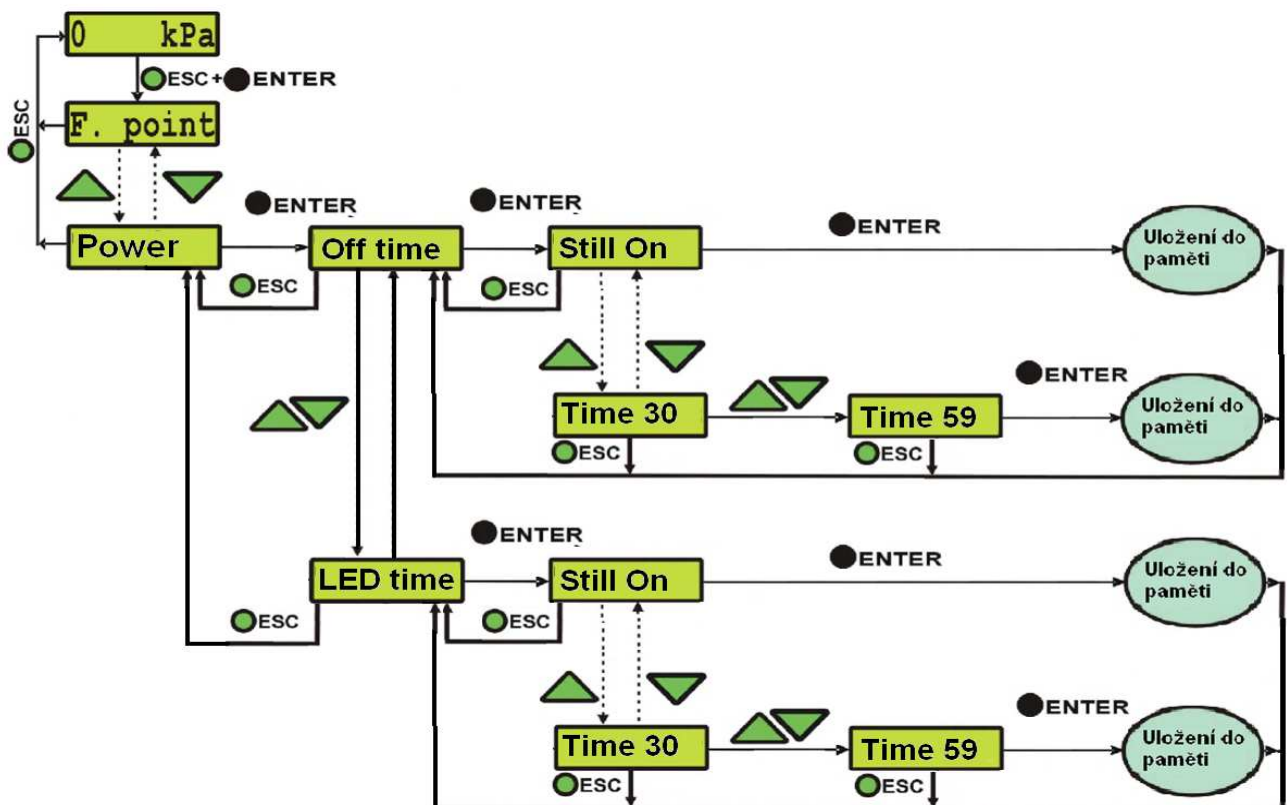 0 kPa
ESC + ENTER
ESC
F. point
ENTER
ENTER
ENTER
Power
Off time
Still On
Uložení do
paměti
ESC
ESC
ENTER
Time 30
Time 59
Uložení do
paměti
ESC
ESC
ENTER
ENTER
LED time
Still On
Uložení do
paměti
ESC
ESC
ENTER
Time 30
Time 59
Uložení do
paměti
ESC
ESC